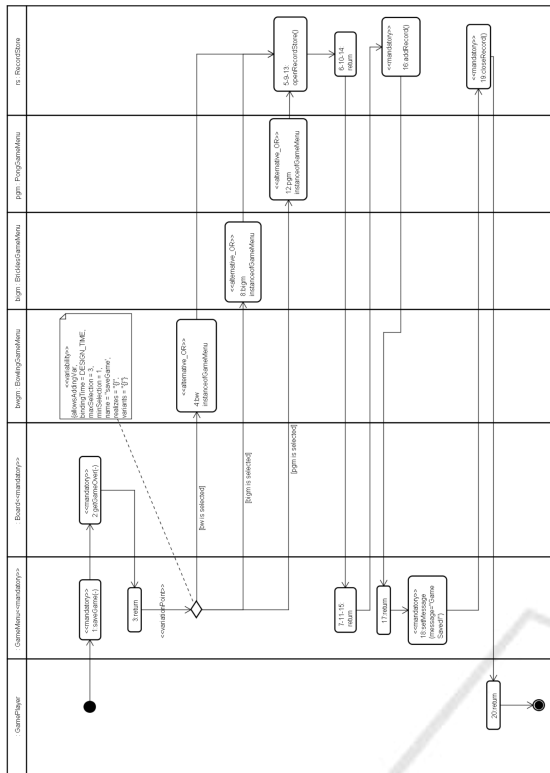 : GamePlayer
: GameMenu<<mandatory>>
: Board<<mandatory>>
bwgm : BowlingGameMenu
bigm : BricklesGameMenu
pgm : PongGameMenu
rs : RecordStore
<<mandatory>>
1:saveGame(-)
<<mandatory>>
2:getGameOver(-)
3:return
<<variationPoint>>
<<variability>>
{allowsAddingVar,
bindingTime = DESIGN_TIME,
maxSelection = 3,
minSelection = 1,
name = "saveGame",
realizes = "{}",
variants = "{}"}
[bw is selected]
[bigm is selected]
[pgm is selected]
<<alternative_OR>>
4:bw
instanceofGameMenu
<<alternative_OR>>
8:bigm
instanceofGameMenu
<<alternative_OR>>
12:pgm
instanceofGameMenu
5-9-13:
openRecordStore()
6-10-14:
return
7-11-15:
return
<<mandatory>>
16:addRecord()
17:return
<<mandatory>>
18:setMessage
(message="Game
Saved!")
<<mandatory>>
19:closeRecord()
20:return